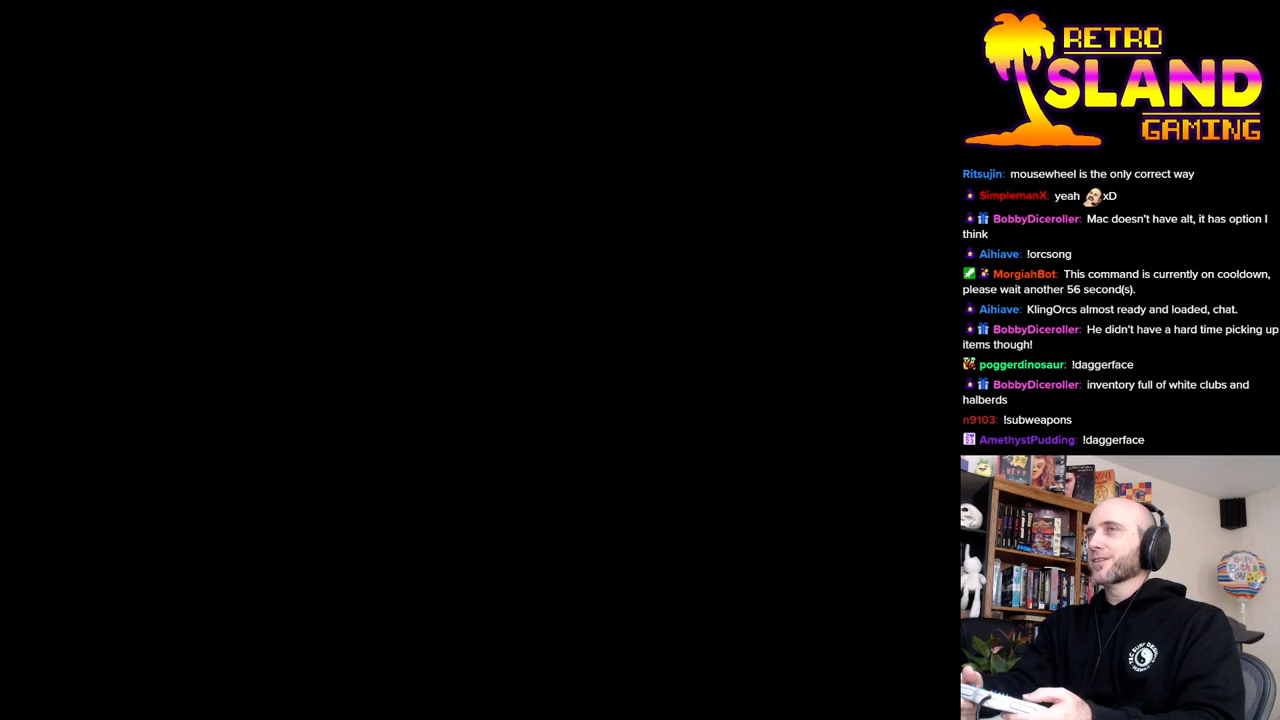 RETRO
ISLAND
GAMING
Ritsujin: mousewheel is the only correct way
$implemanX: yeah xD
BobbyDiceroller: Mac doesn't have alt, it has option I
think
Aihiave: !orcsong
MorgiahBot: This command is currently on cooldown,
please wait another 56 second(s).
Aihiave: KlingOrcs almost ready and loaded, chat.
BobbyDiceroller: He didn't have a hard time picking up
items though!
poggerdinosaur: !daggerface
BobbyDiceroller: inventory full of white clubs and
halberds
n9103: !subweapons
AmethystPudding: !daggerface